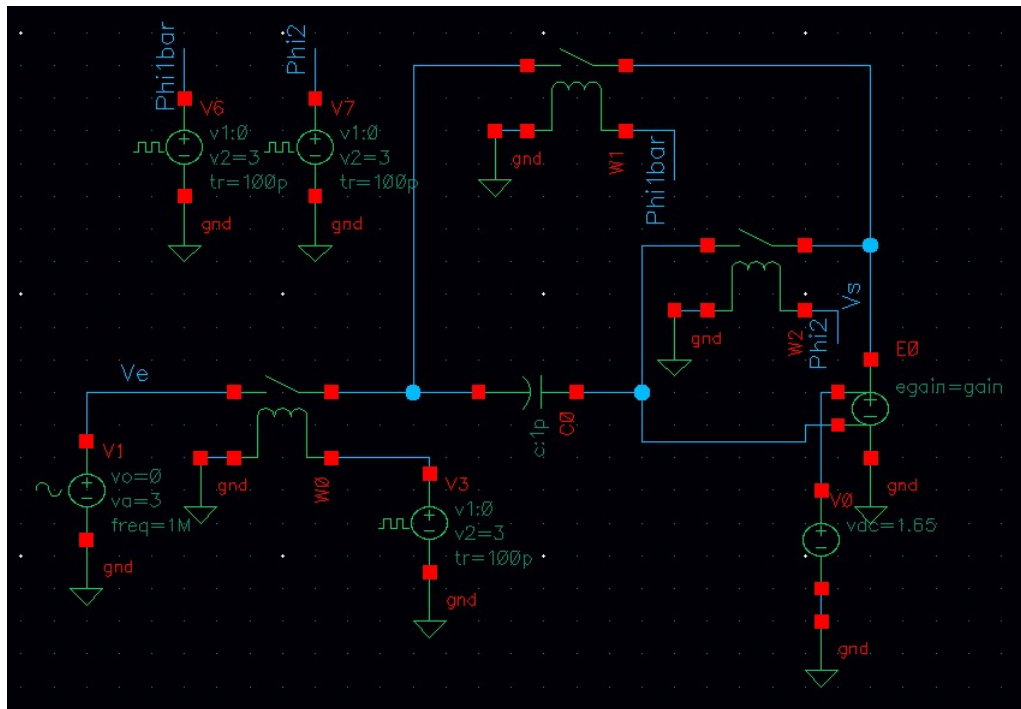 Phi1bar
V6
v1:0
v2=3
tr=100p
gnd
Phi2
V7
v1:0
v2=3
tr=100p
gnd
gnd
W1
Phi1bar
gnd
W2
Phi2
Vs
E0
egain=gain
gnd
Ve
V1
vo=0
va=3
freq=1M
gnd
gnd
W0
V3
v1:0
v2=3
tr=100p
gnd
c:1p
C0
V0
vdc=1.65
gnd